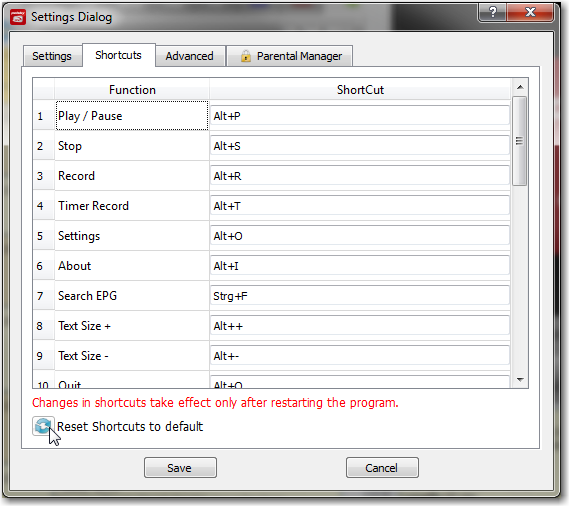 Settings Dialog
Settings Shortcuts Advanced Parental Manager
Function ShortCut
1 Play / Pause Alt+P
2 Stop Alt+S
3 Record Alt+R
4 Timer Record Alt+T
5 Settings Alt+O
6 About Alt+I
7 Search EPG Strg+F
8 Text Size + Alt++
9 Text Size - Alt+-
10 Quit Alt+Q
Changes in shortcuts take effect only after restarting the program.
Reset Shortcuts to default
Save Cancel